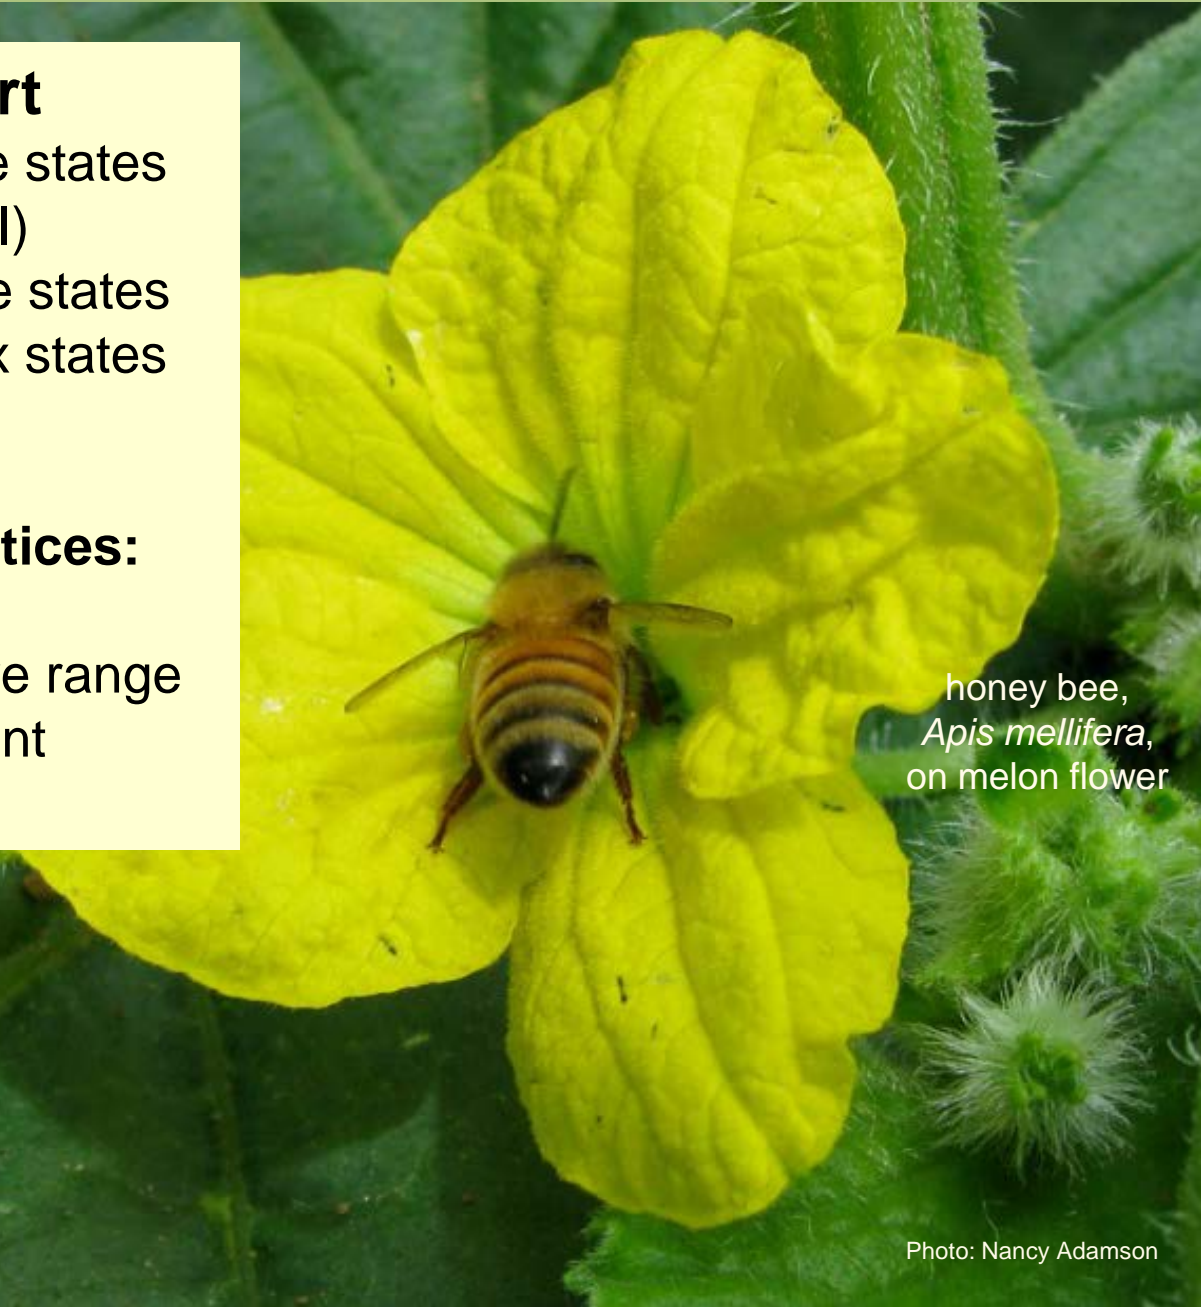 rt
e states
I)
e states
x states
tices:
e range
nt
honey bee,
Apis mellifera,
on melon flower
Photo: Nancy Adamson